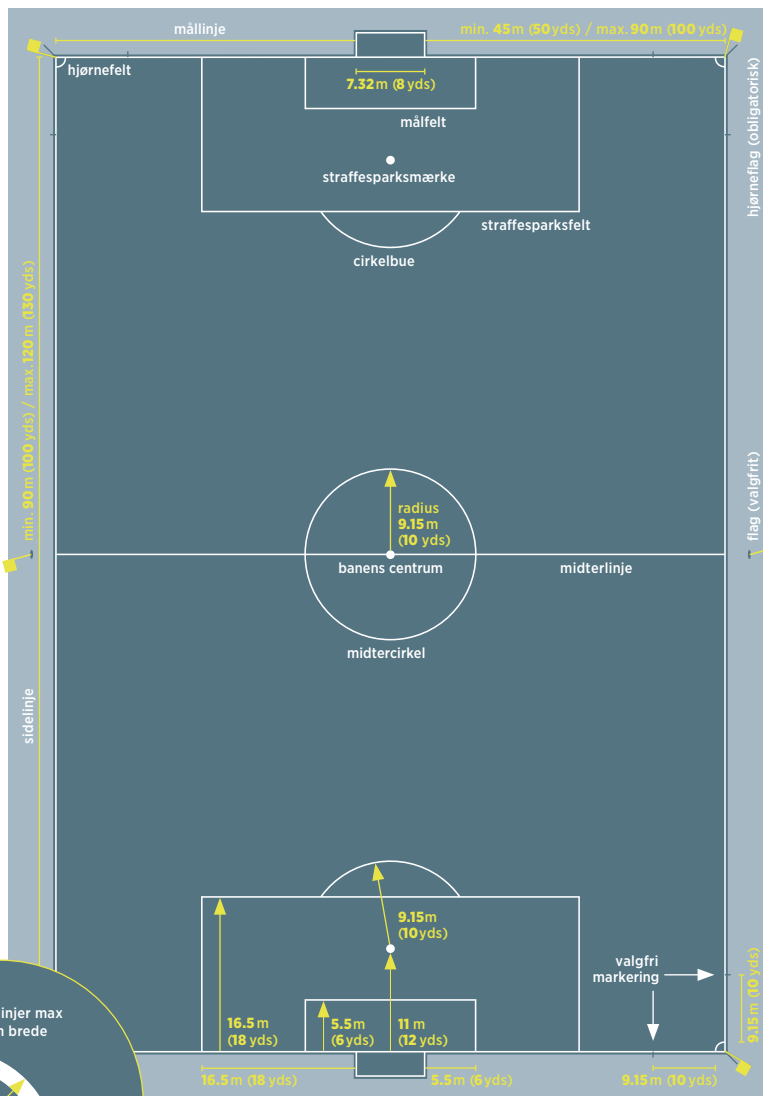 mållinje
min. 45 m (50 yds) / max. 90 m (100 yds)
hjørnefelt
7.32 m (8 yds)
målfelt
hjørneflag (obligatorisk)
straffesparksmærke
straffesparksfelt
cirkelbue
min. 90 m (100 yds) / max. 120 m (130 yds)
radius
9.15 m
(10 yds)
flag (valgfrit)
banens centrum
midterlinje
midtercirkel
sidelinje
9.15 m
(10 yds)
valgfri
markering
9.15 m (10 yds)
max
brede
16.5 m
(18 yds)
5.5 m
(6 yds)
11 m
(12 yds)
16.5 m (18 yds)
5.5 m (6 yds)
9.15 m (10 yds)